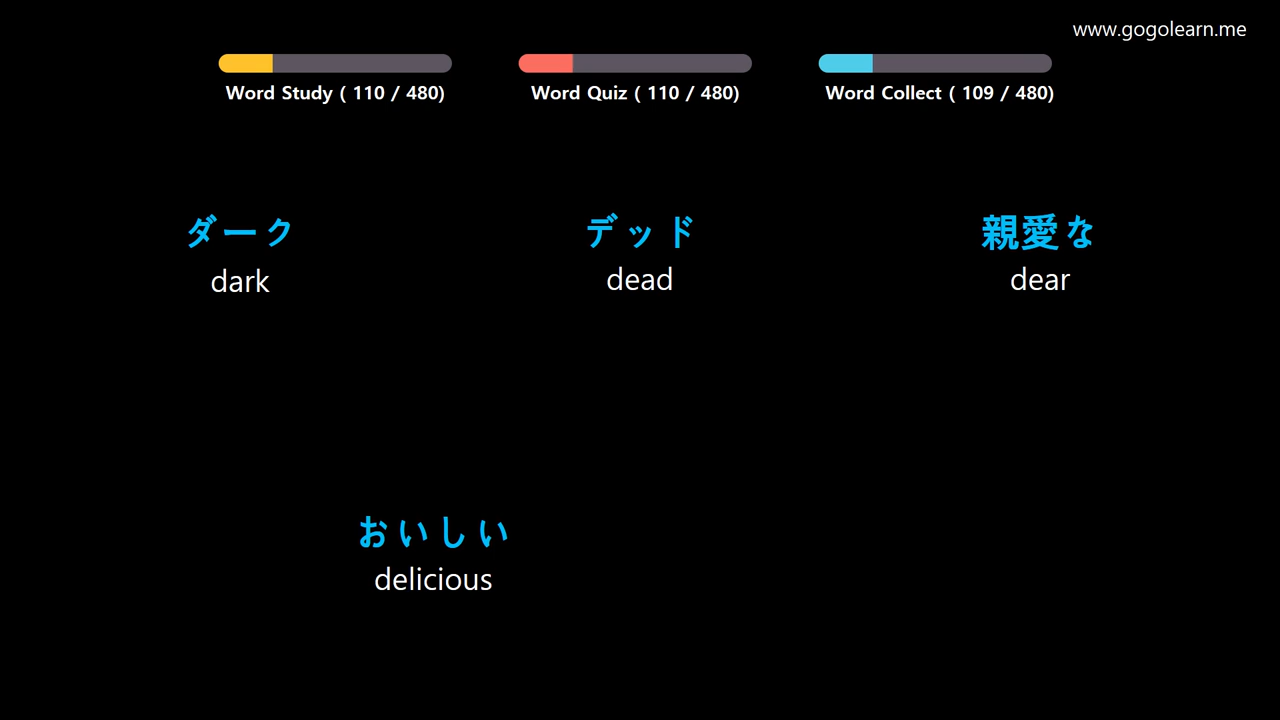 www.gogolearn.me
Word Study ( 110 / 480)
Word Quiz ( 110 / 480)
Word Collect ( 109 / 480)
ダーク
dark
デッド
dead
親愛な
dear
おいしい
delicious